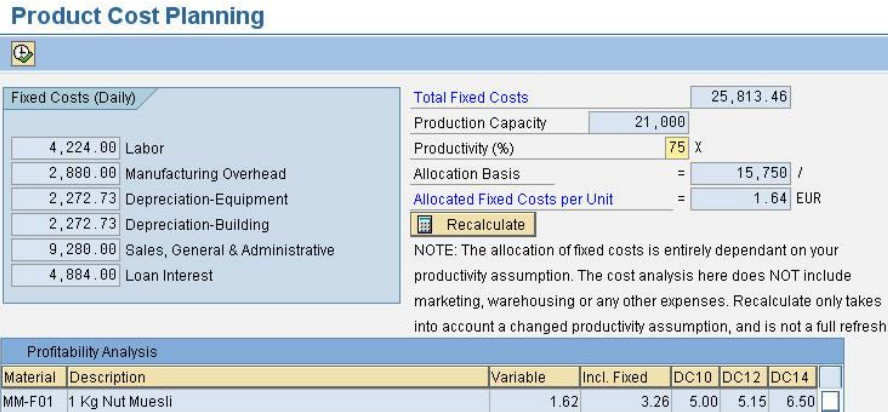 Product Cost Planning
Fixed Costs (Daily)
4,224.00 Labor
2,880.00 Manufacturing Overhead
2,272.73 Depreciation-Equipment
2,272.73 Depreciation-Building
9,280.00 Sales, General & Administrative
4,884.00 Loan Interest
Total Fixed Costs 25,813.46
Production Capacity 21,000
Productivity (%) 75 X
Allocation Basis = 15,750 /
Allocated Fixed Costs per Unit = 1.64 EUR
Recalculate
NOTE: The allocation of fixed costs is entirely dependant on your
productivity assumption. The cost analysis here does NOT include
marketing, warehousing or any other expenses. Recalculate only takes
into account a changed productivity assumption, and is not a full refresh
Profitability Analysis
Material Description Variable Incl. Fixed DC10 DC12 DC14
MM-F01 1 Kg Nut Muesli 1.62 3.26 5.00 5.15 6.50